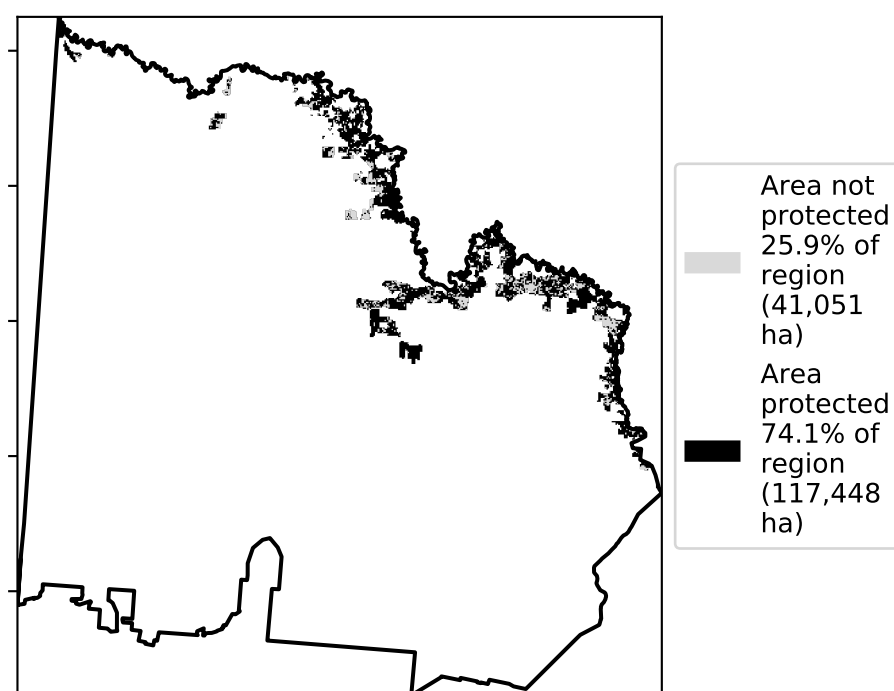 Area not
protected
25.9% of
region
(41,051
ha)
Area
protected
74.1% of
region
(117,448
ha)